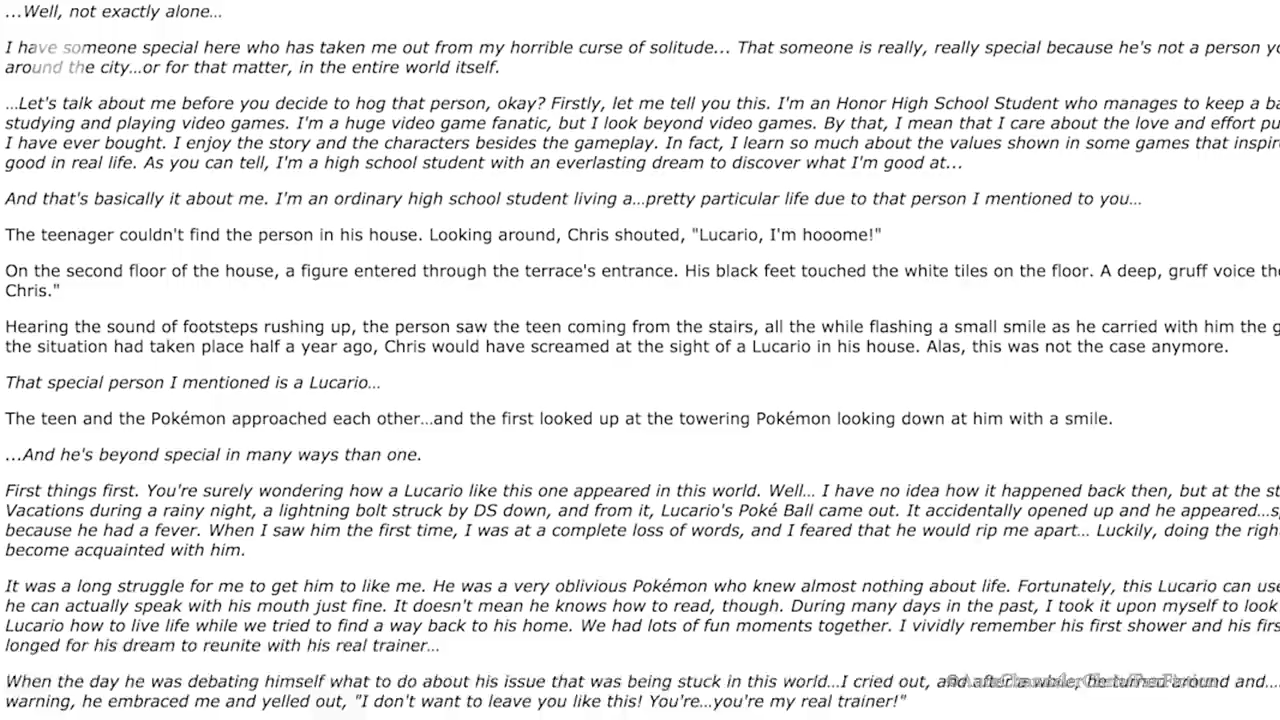 ...Well, not exactly alone...
I have someone special here who has taken me out from my horrible curse of solitude... That someone is really, really special because he's not a person
around the city...or for that matter, in the entire world itself.
...Let's talk about me before you decide to hog that person, okay? Firstly, let me tell you this. I'm an Honor High School Student who manages to keep a
studying and playing video games. I'm a huge video game fanatic, but I look beyond video games. By that, I mean that I care about the love and effort
I have ever bought. I enjoy the story and the characters besides the gameplay. In fact, I learn so much about the values shown in some games that
good in real life. As you can tell, I'm a high school student with an everlasting dream to discover what I'm good at...
And that's basically it about me. I'm an ordinary high school student living a...pretty particular life due to that person I mentioned to you...
The teenager couldn't find the person in his house. Looking around, Chris shouted, "Lucario, I'm hooome!"
On the second floor of the house, a figure entered through the terrace's entrance. His black feet touched the white tiles on the floor. A deep, gruff voice
Chris."
Hearing the sound of footsteps rushing up, the person saw the teen coming from the stairs, all the while flashing a small smile as he carried with him the
the situation had taken place half a year ago, Chris would have screamed at the sight of a Lucario in his house. Alas, this was not the case anymore.
That special person I mentioned is a Lucario...
The teen and the Pokémon approached each other...and the first looked up at the towering Pokémon looking down at him with a smile.
...And he's beyond special in many ways than one.
First things first. You're surely wondering how a Lucario like this one appeared in this world. Well... I have no idea how it happened back then, but at the
Vacations during a rainy night, a lightning bolt struck by DS down, and from it, Lucario's Poké Ball came out. It accidentally opened up and he appeared...
because he had a fever. When I saw him the first time, I was at a complete loss of words, and I feared that he would rip me apart... Luckily, doing the
become acquainted with him.
It was a long struggle for me to get him to like me. He was a very oblivious Pokémon who knew almost nothing about life. Fortunately, this Lucario can
he can actually speak with his mouth just fine. It doesn't mean he knows how to read, though. During many days in the past, I took it upon myself to look
Lucario how to live life while we tried to find a way back to his home. We had lots of fun moments together. I vividly remember his first shower and his
longed for his dream to reunite with his real trainer...
When the day he was debating himself what to do about his issue that was being stuck in this world...I cried out, and after a while, he turned around and...
warning, he embraced me and yelled out, "I don't want to leave you like this! You're...you're my real trainer!"